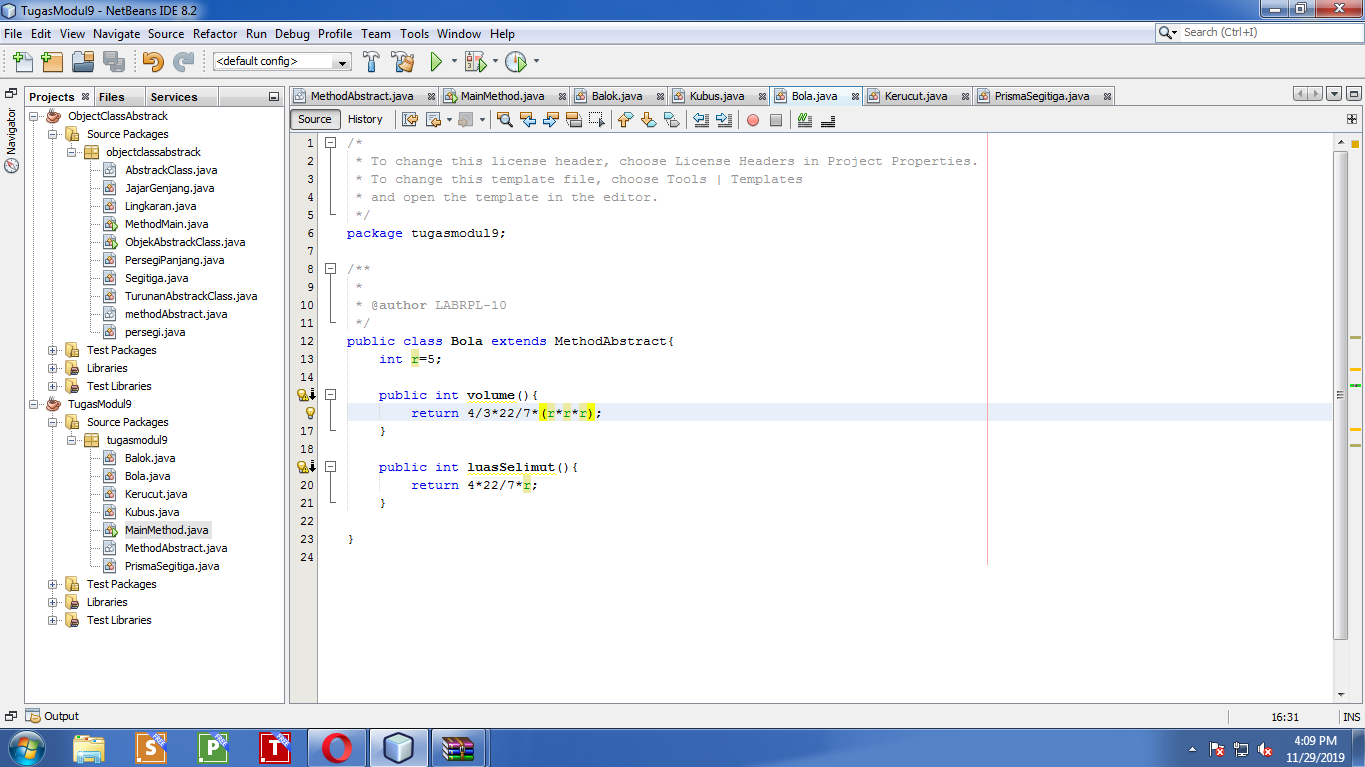 TugasModul9 - NetBeans IDE 8.2
File Edit View Navigate Source Refactor Run Debug Profile Team Tools Window Help
Search (Ctrl+I)
<default config>
Projects Files Services
Navigator
ObjectClassAbstrack
Source Packages
objectclassabstrack
AbstractClass.java
JajarGenjang.java
Lingkaran.java
MethodMain.java
ObjekAbstrackClass.java
PersegiPanjang.java
Segitiga.java
TurunanAbstrackClass.java
methodAbstract.java
persegi.java
Test Packages
Libraries
Test Libraries
TugasModul9
Source Packages
tugasmodul9
Balok.java
Bola.java
Kerucut.java
Kubus.java
MainMethod.java
MethodAbstract.java
PrismaSegitiga.java
Test Packages
Libraries
Test Libraries
MethodAbstract.java MainMethod.java Balok.java Kubus.java Bola.java Kerucut.java PrismaSegitiga.java
Source History
1 /*
2 * To change this license header, choose License Headers in Project Properties.
3 * To change this template file, choose Tools | Templates
4 * and open the template in the editor.
5 */
6 package tugasmodul9;
7
8 /**
9 *
10 * @author LABRPL-10
11 */
12 public class Bola extends MethodAbstract{
13 int r=5;
14
public int volume(){
return 4/3*22/7*(r*r*r);
17 }
18
public int luasSelimut(){
20 return 4*22/7*r;
21 }
22
23 }
24
Output
16:31 INS
S FREE P FREE T FREE
4:09 PM
11/29/2019